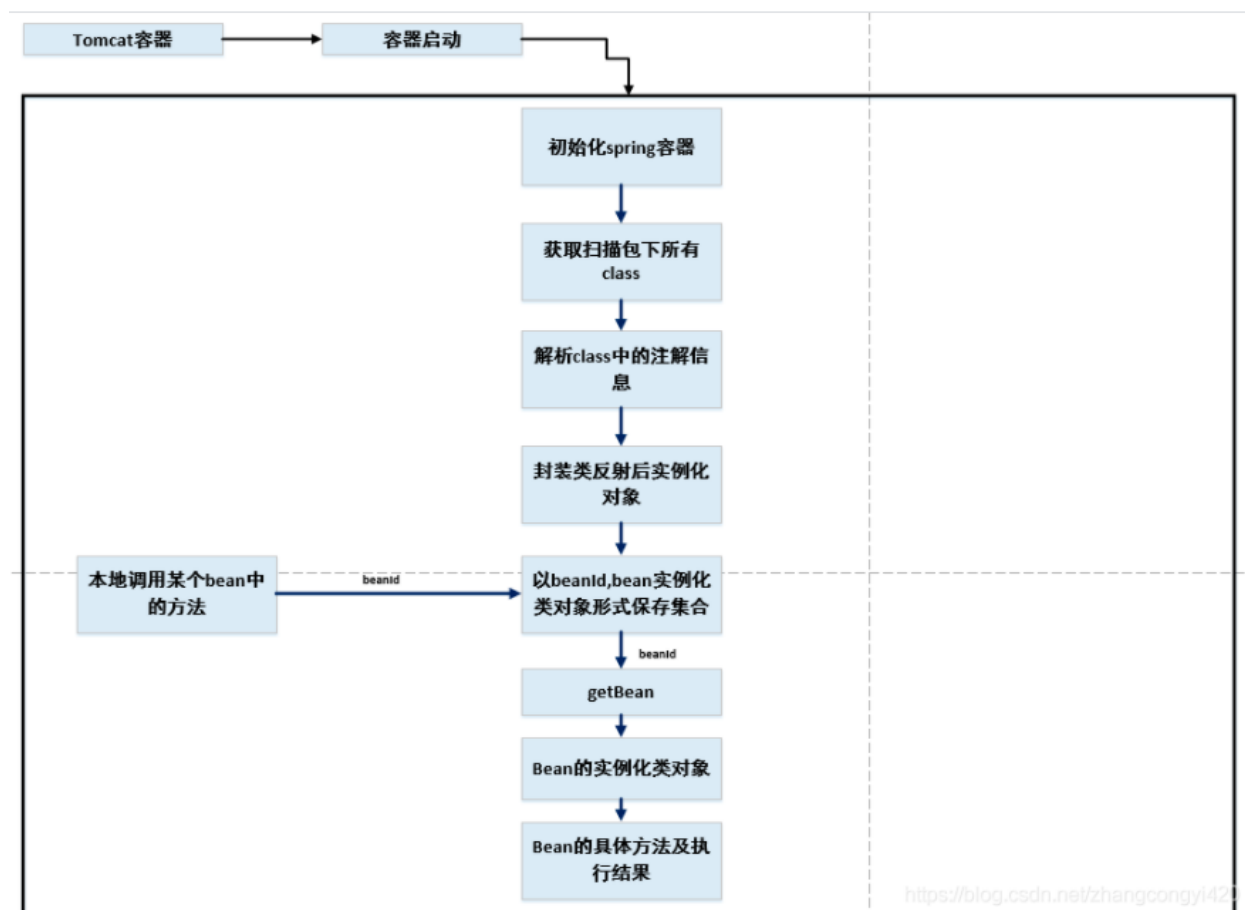 Tomcat容器
容器启动
初始化spring容器
获取扫描包下所有
class
解析class中的注解信
息
封装类反射后实例化
对象
本地调用某个bean中
的方法
beanId
以beanId,bean实例化
类对象形式保存集合
beanId
getBean
Bean的实例化类对象
Bean的具体方法及执
行结果
https://blog.csdn.net/zhangcongyi420